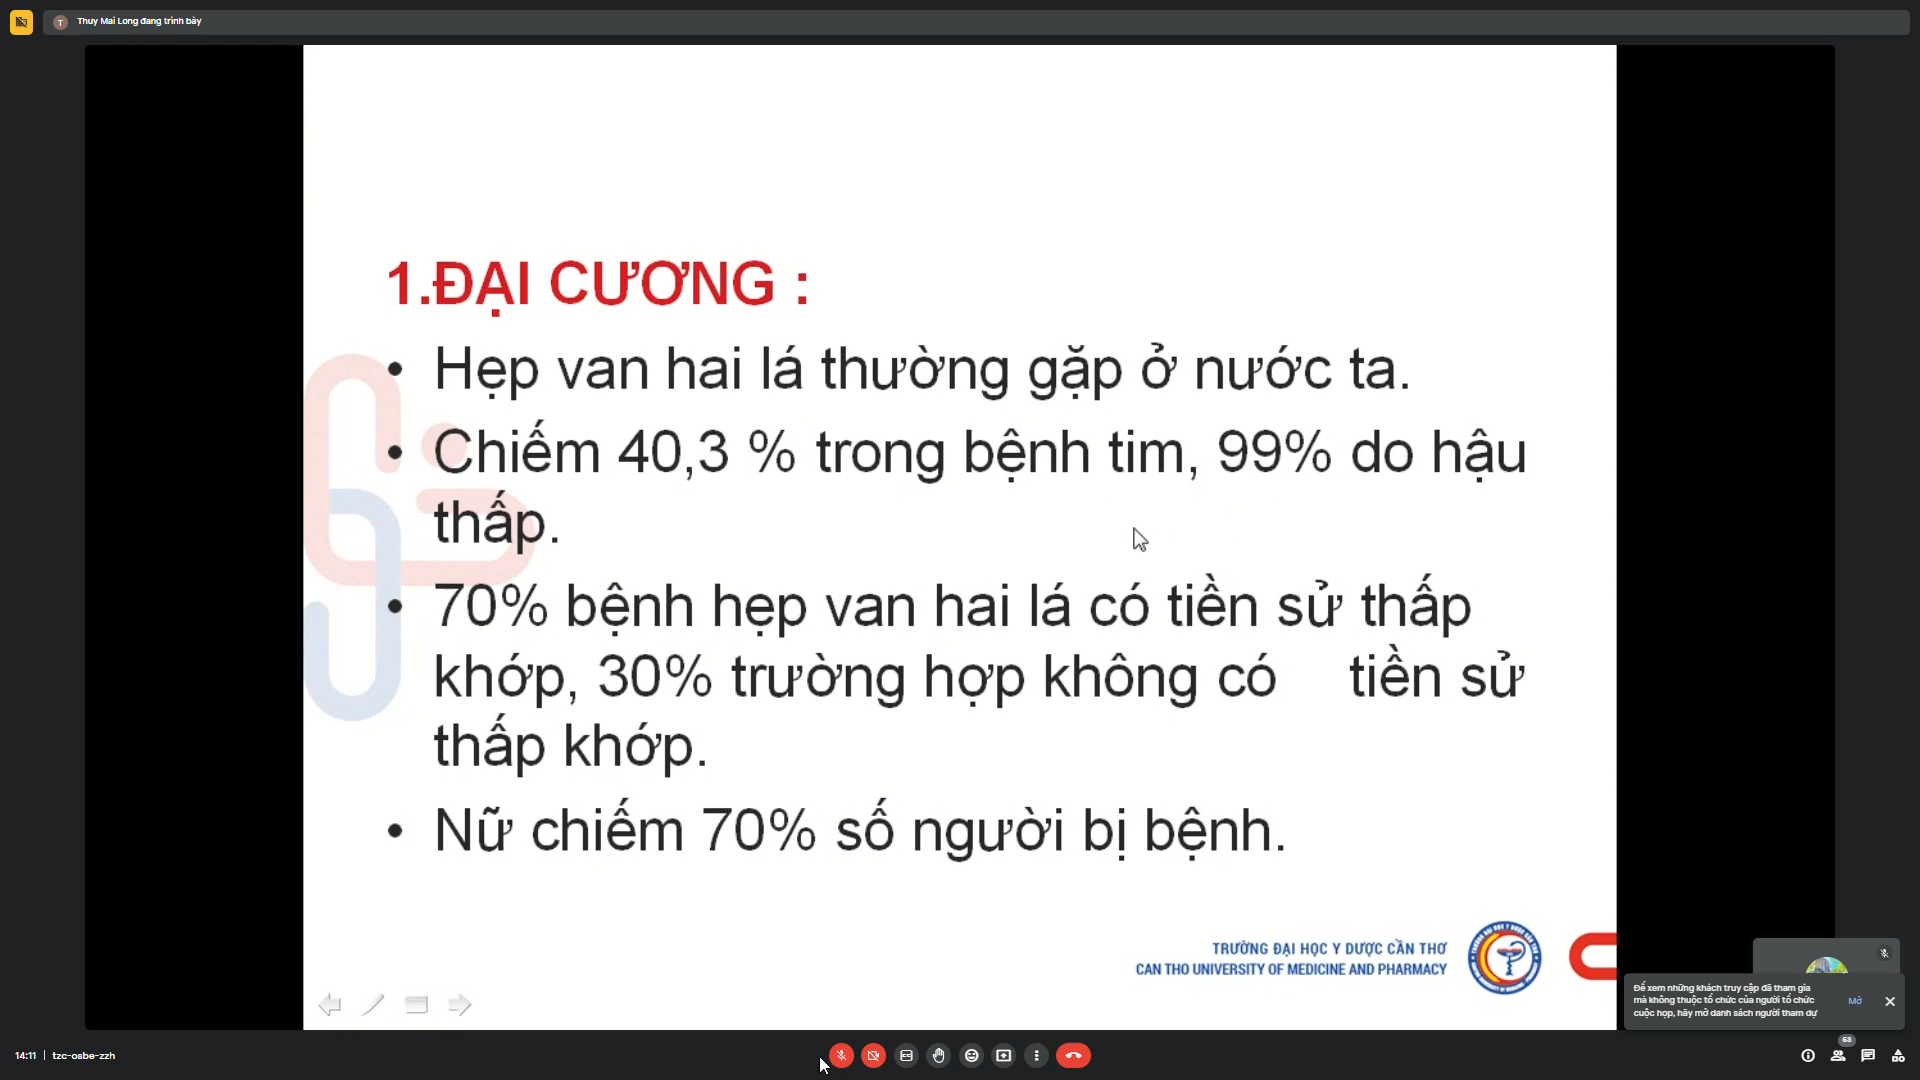 T Thuy Mai Long đang trình bày
1.ĐẠI CƯƠNG :
• Hẹp van hai lá thường gặp ở nước ta.
• Chiếm 40,3 % trong bệnh tim, 99% do hậu
thấp.
• 70% bệnh hẹp van hai lá có tiền sử thấp
khớp, 30% trường hợp không có tiền sử
thấp khớp.
• Nữ chiếm 70% số người bị bệnh.
TRƯỜNG ĐẠI HỌC Y DƯỢC CẦN THƠ
CAN THO UNIVERSITY OF MEDICINE AND PHARMACY
Để xem những khách truy cập đã tham gia
mà không thuộc tổ chức của người tổ chức
cuộc họp, hãy mở danh sách người tham dự
Mở
14:11 | tzc-osbe-zzh
63